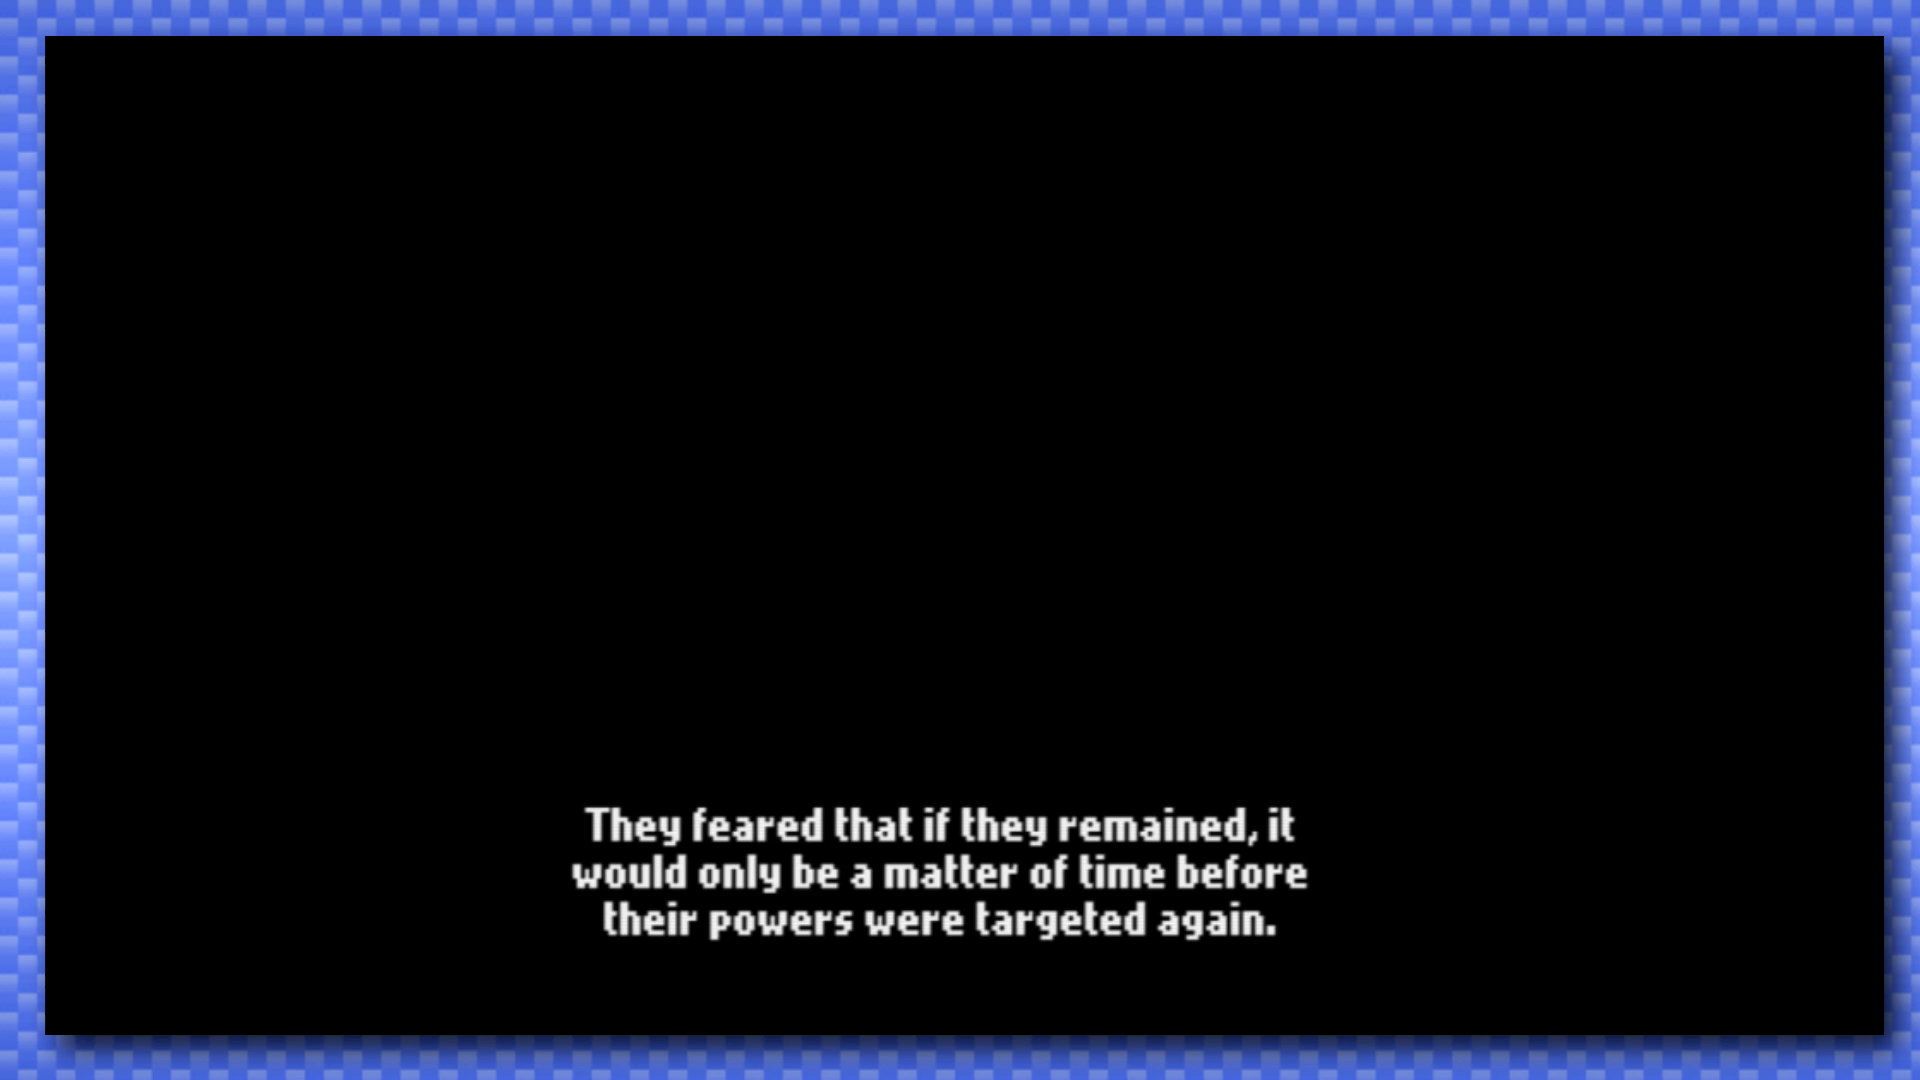 They feared that if they remained, it
would only be a matter of time before
their powers were targeted again.